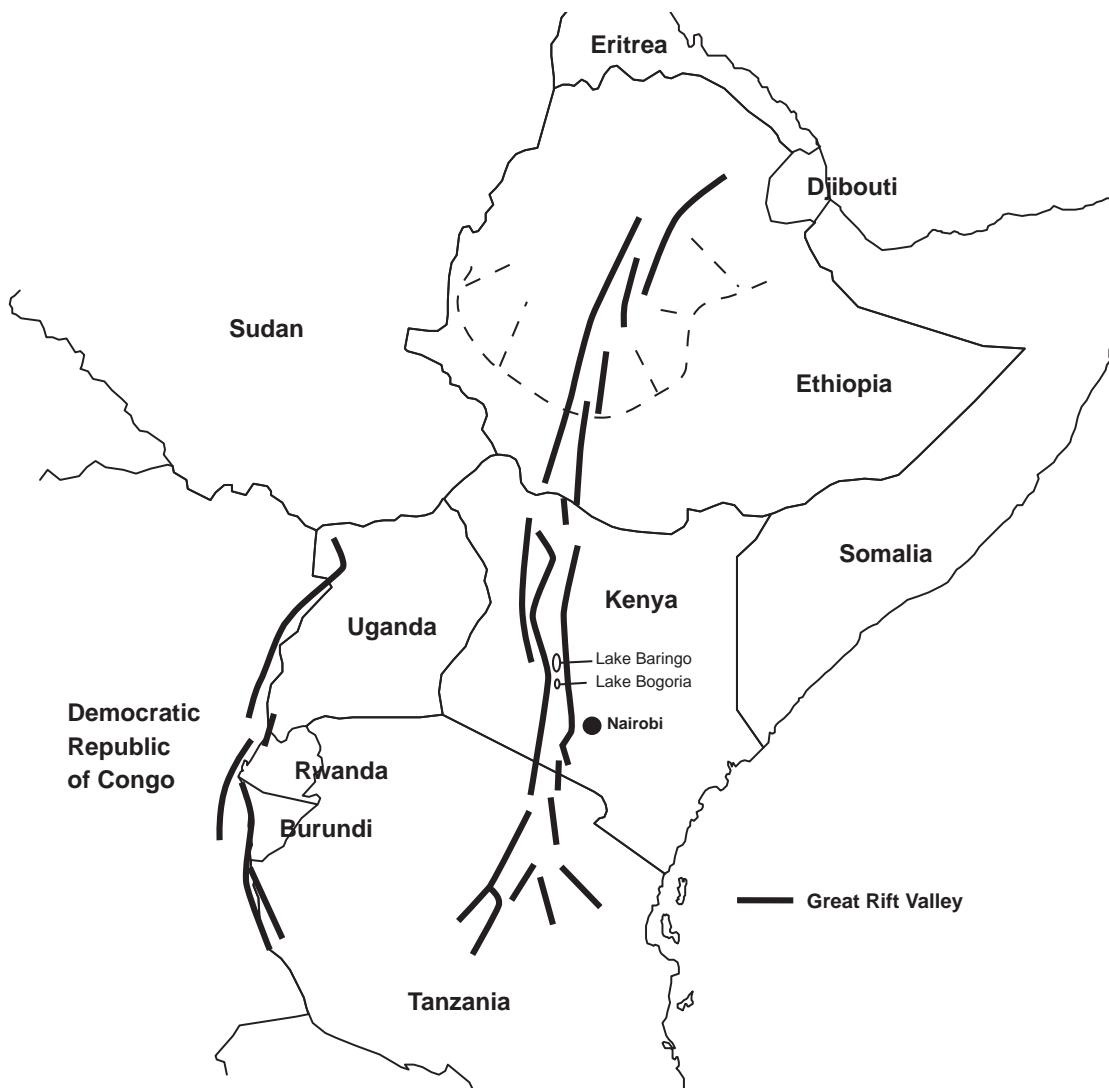 Eritrea
Djibouti
Sudan
Ethiopia
Somalia
Kenya
Uganda
Lake Baringo
Lake Bogoria
Democratic
Republic
of Congo
Nairobi
Rwanda
Burundi
Great Rift Valley
Tanzania